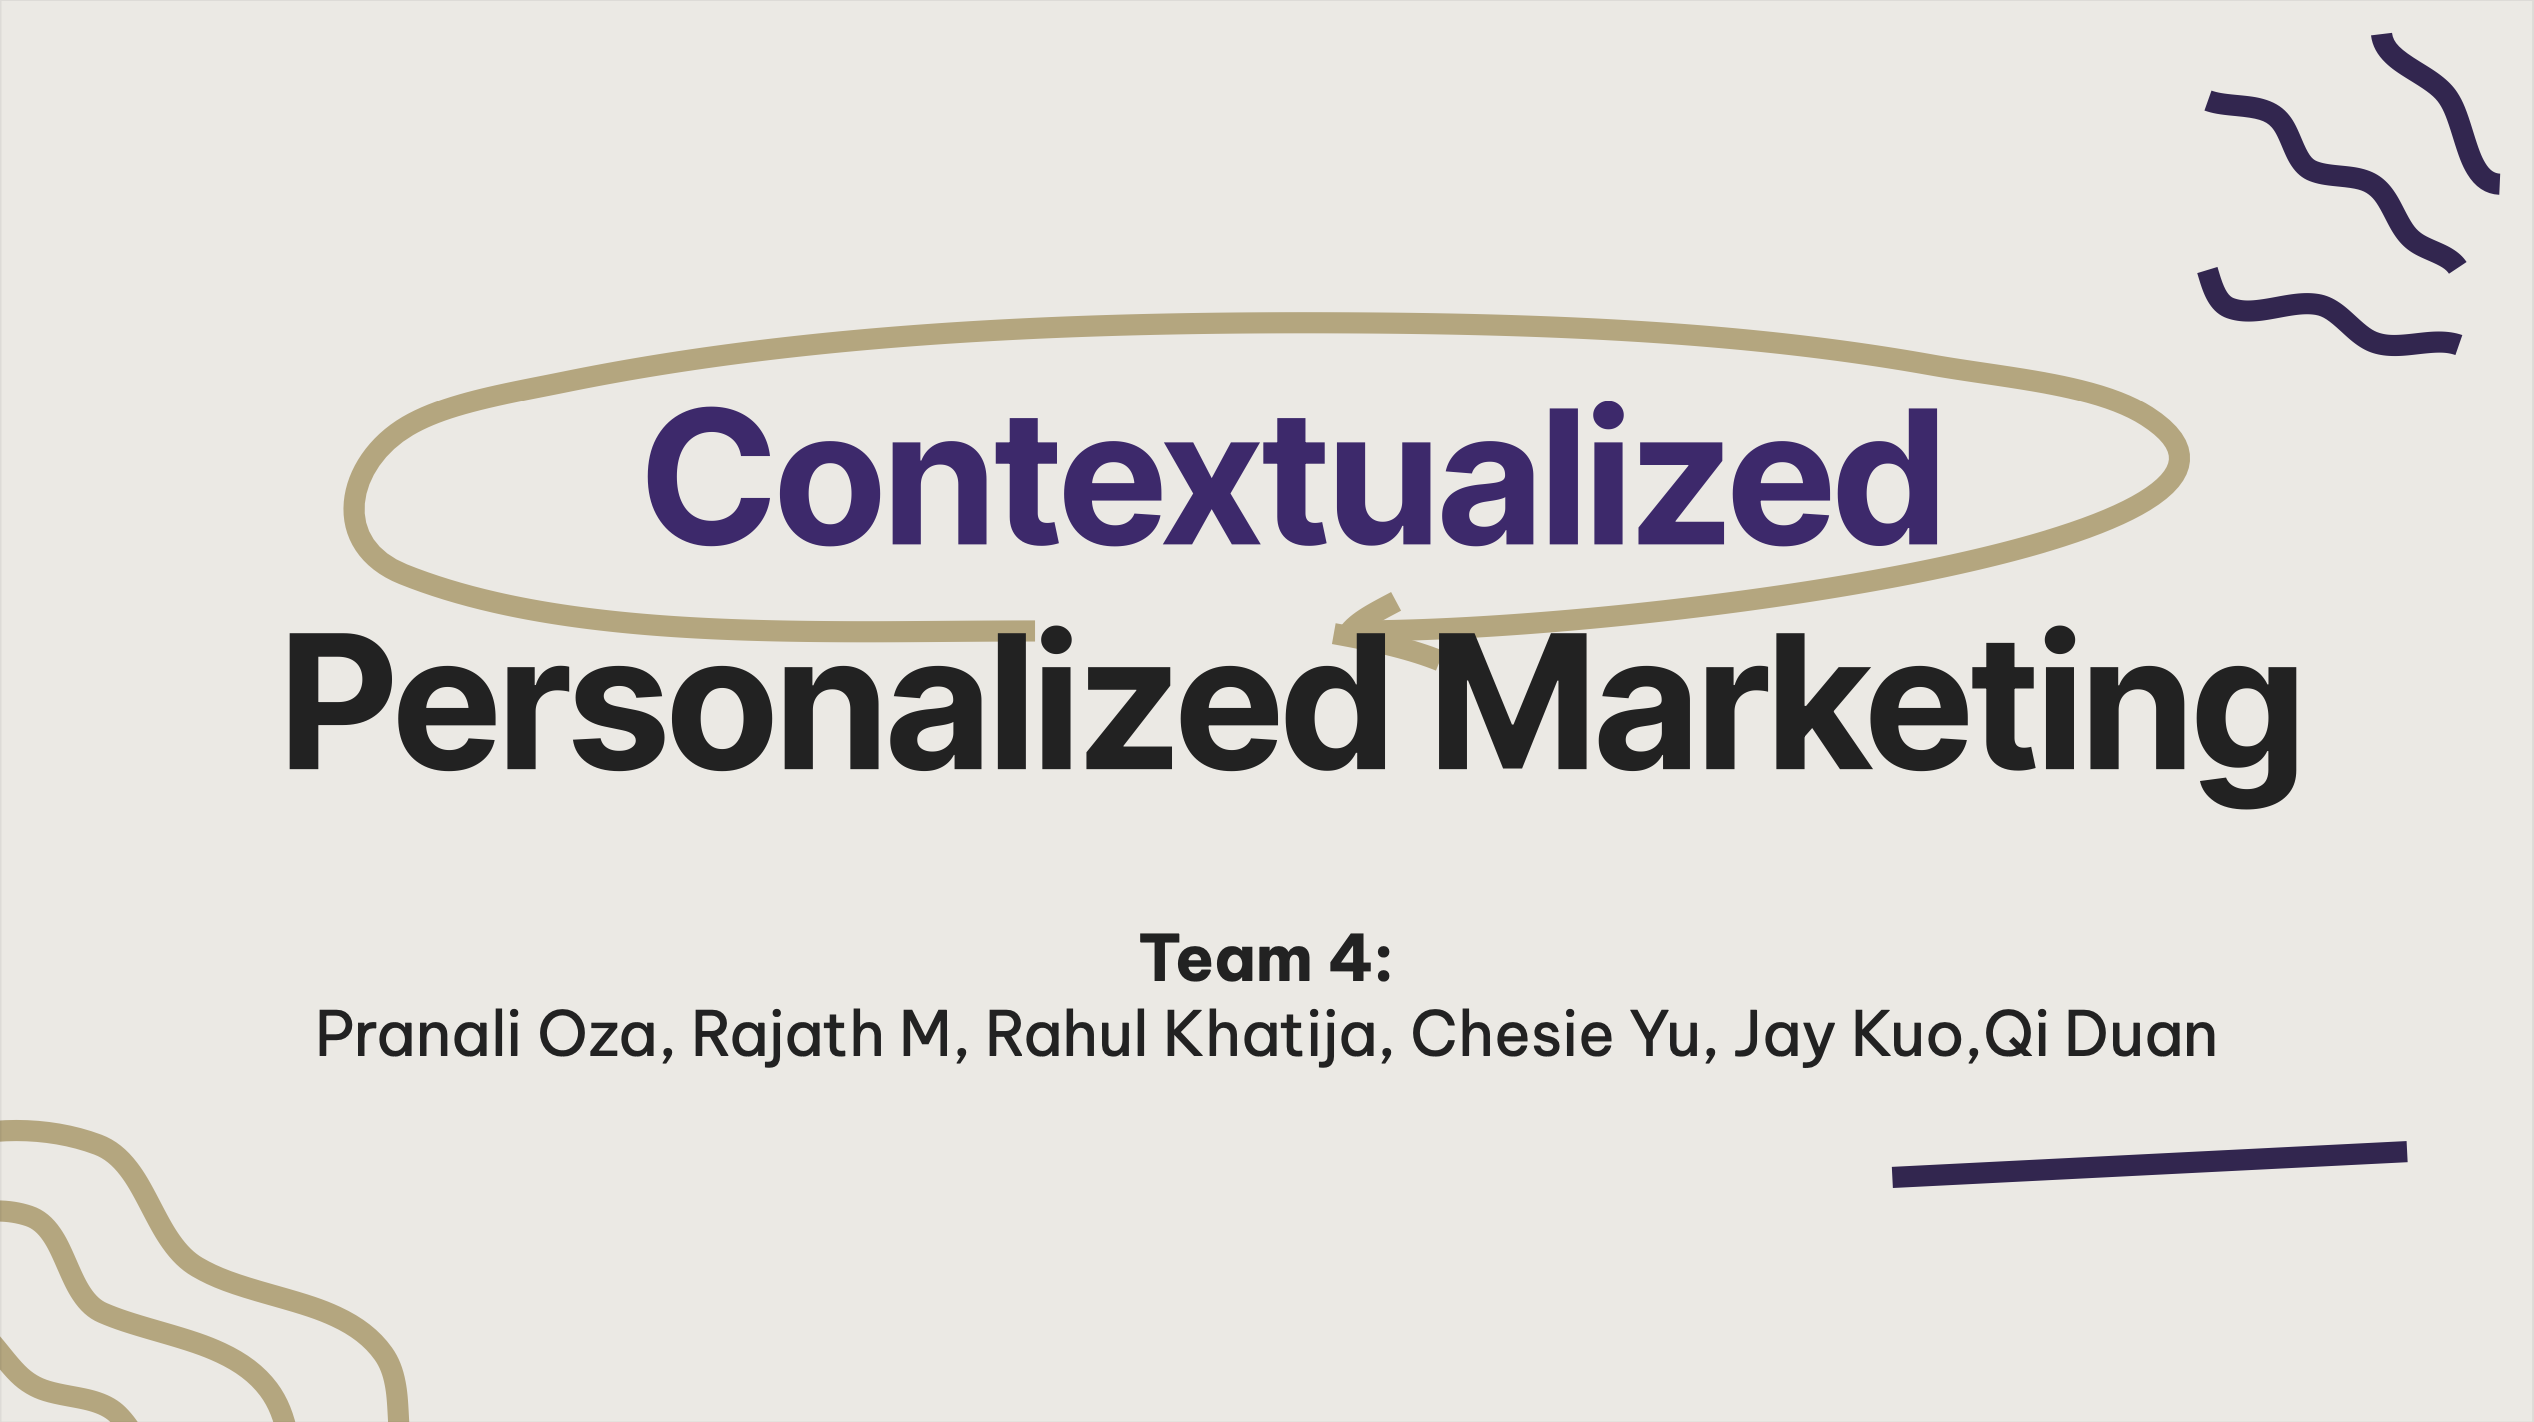 Contextualized
Personalized Marketing
Team 4:
Pranali Oza, Rajath M, Rahul Khatija, Chesie Yu, Jay Kuo,Qi Duan